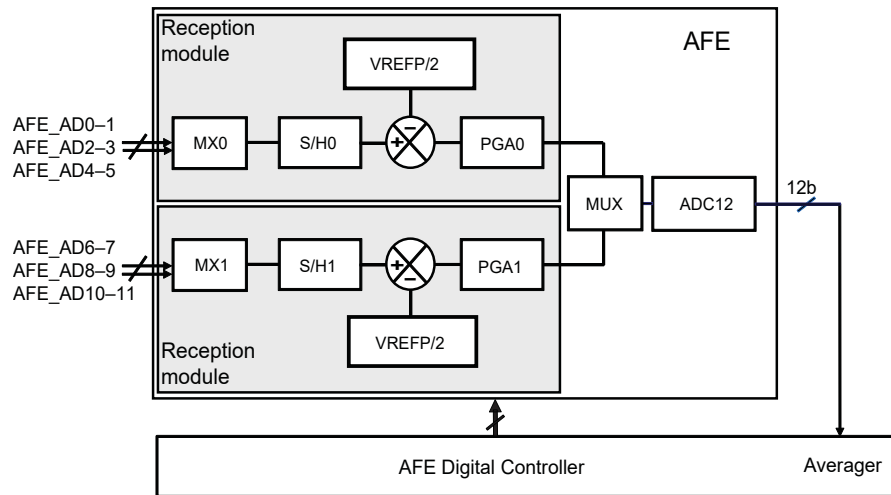 Reception
module
AFE
VREFP/2
AFE_AD0–1
AFE_AD2–3
AFE_AD4–5
MX0
S/H0
+
−
PGA0
MUX
ADC12
12b
AFE_AD6–7
AFE_AD8–9
AFE_AD10–11
MX1
S/H1
+
−
PGA1
VREFP/2
Reception
module
AFE Digital Controller
Averager